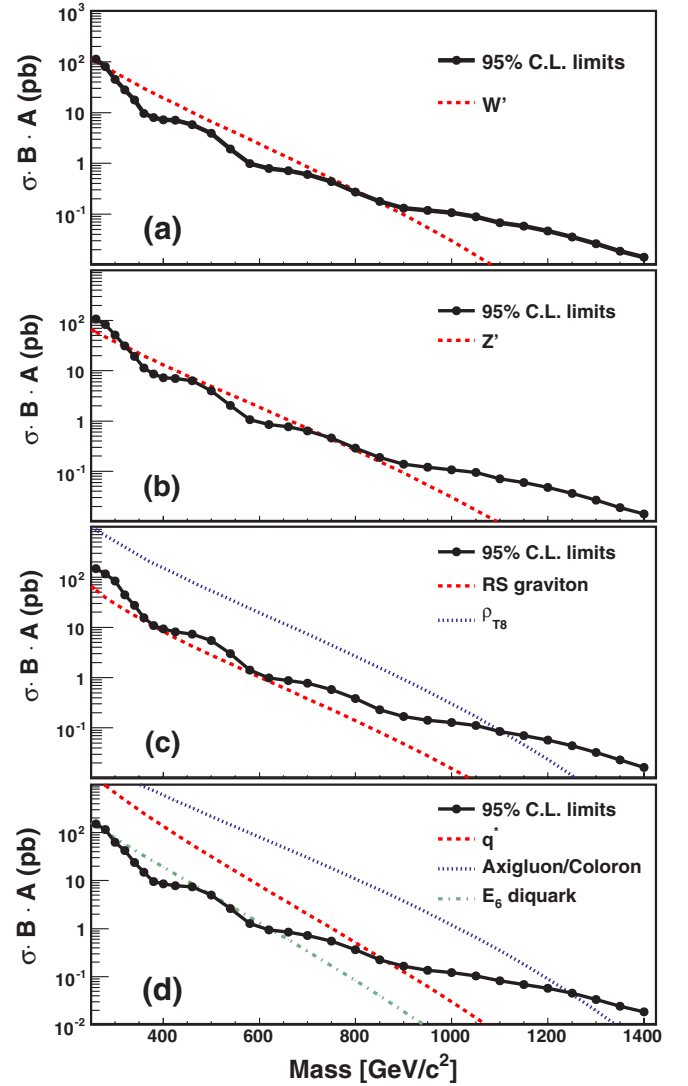 10³
10²
10
1
10⁻¹
σ· B · A (pb)
95% C.L. limits
W'
(a)
10²
10
1
10⁻¹
σ· B · A (pb)
95% C.L. limits
Z'
(b)
10²
10
1
10⁻¹
σ· B · A (pb)
95% C.L. limits
RS graviton
ρT8
(c)
10²
10
1
10⁻¹
10⁻²
σ· B · A (pb)
95% C.L. limits
q*
Axigluon/Coloron
E₆ diquark
(d)
400 600 800 1000 1200 1400
Mass [GeV/c²]